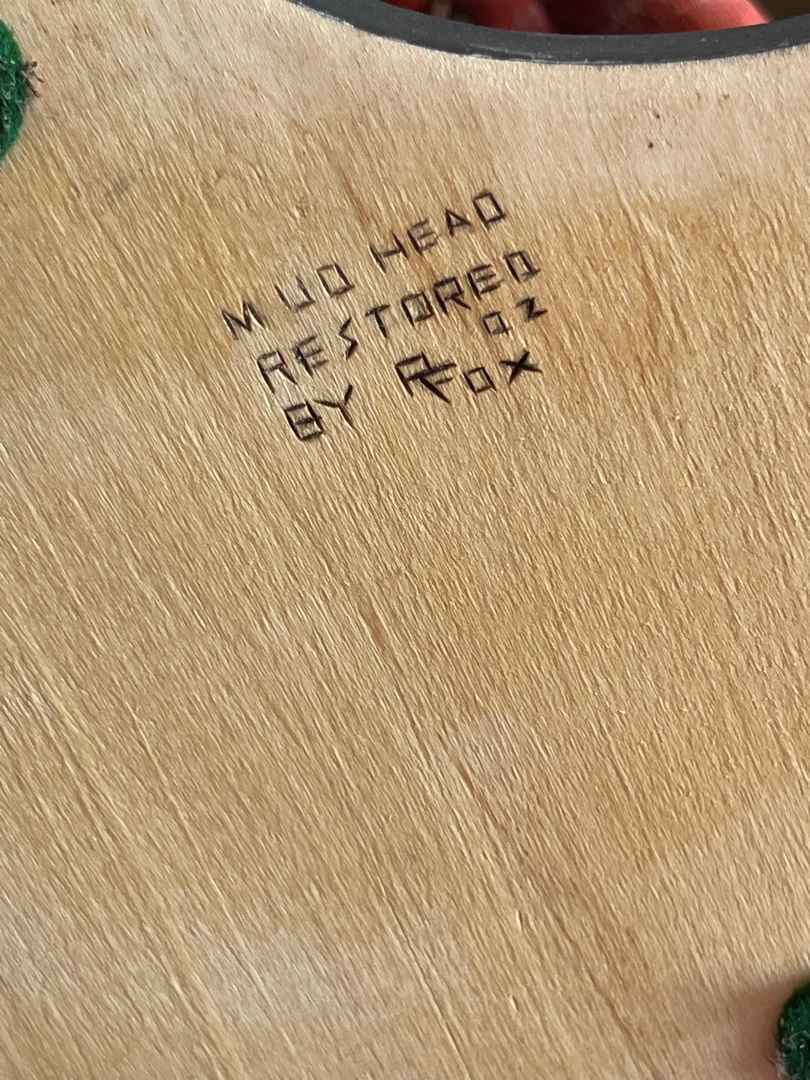 MUD HEAD
RESTORED
02
BY RFOX